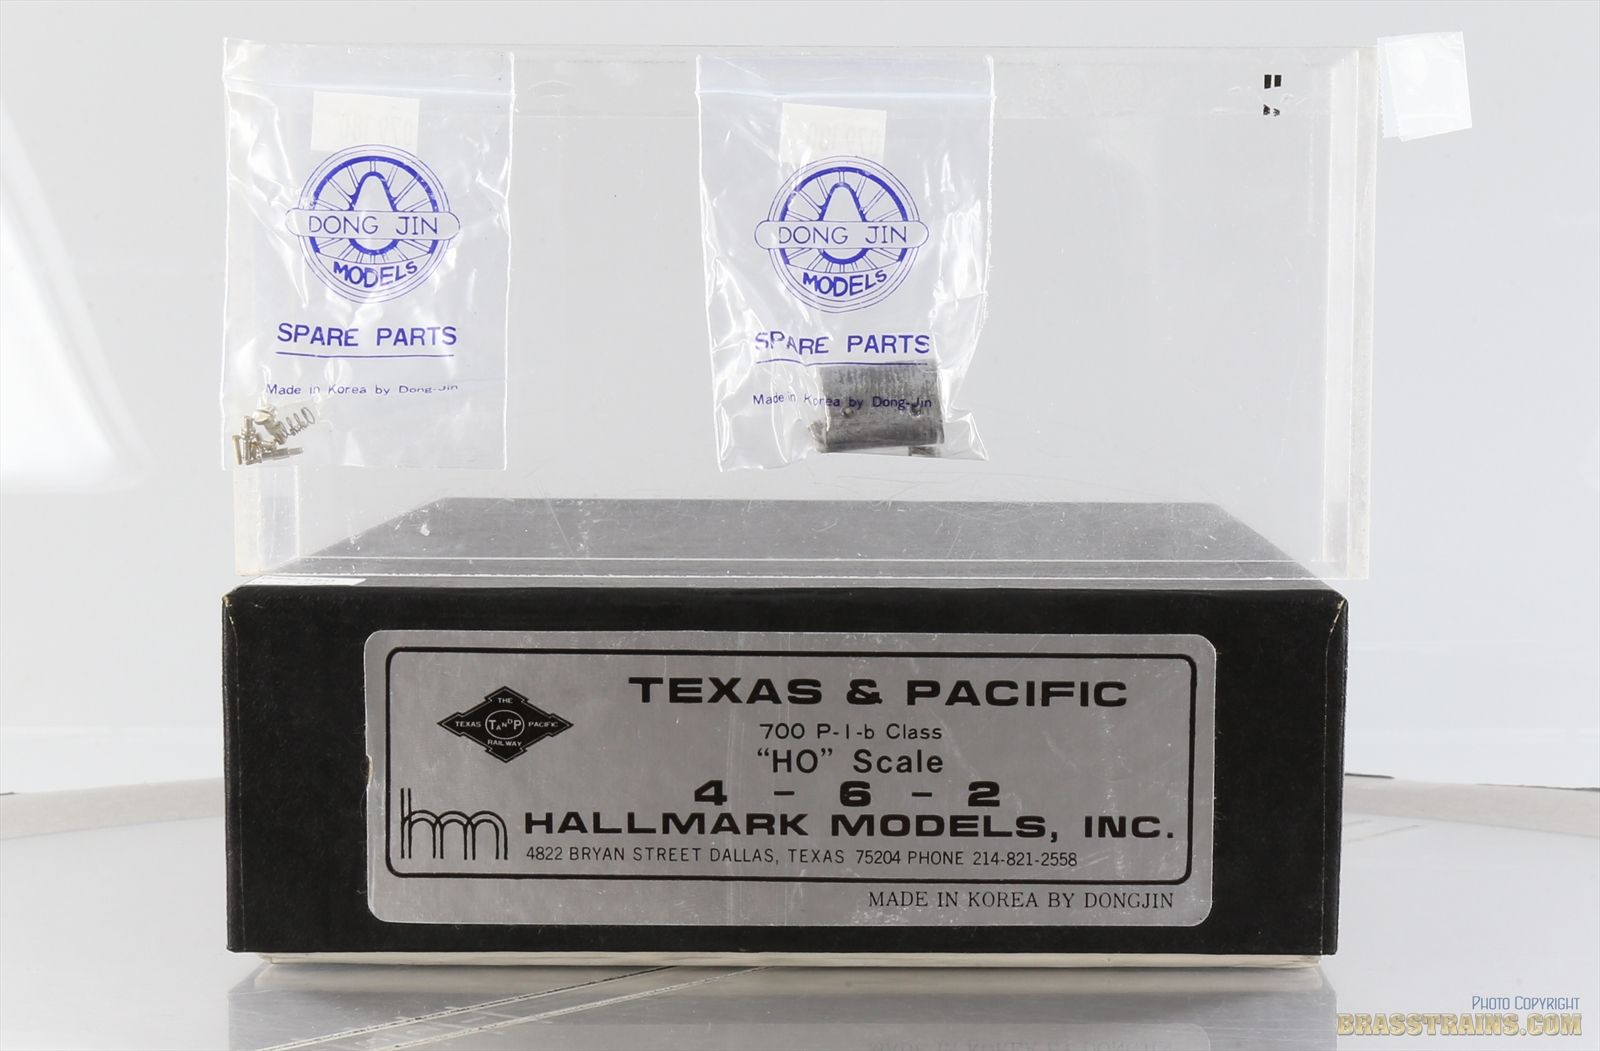 DONG JIN
MODELS
SPARE PARTS
Made in Korea by Dong-Jin
DONG JIN
MODELS
SPARE PARTS
Made in Korea by Dong-Jin
THE
TEXAS TANDP PACIFIC
RAILWAY
TEXAS & PACIFIC
700 P-1-b Class
“HO” Scale
4 - 6 - 2
hm HALLMARK MODELS, INC.
4822 BRYAN STREET DALLAS, TEXAS 75204 PHONE 214-821-2558
MADE IN KOREA BY DONGJIN
PHOTO COPYRIGHT
BRASSTRAINS.COM